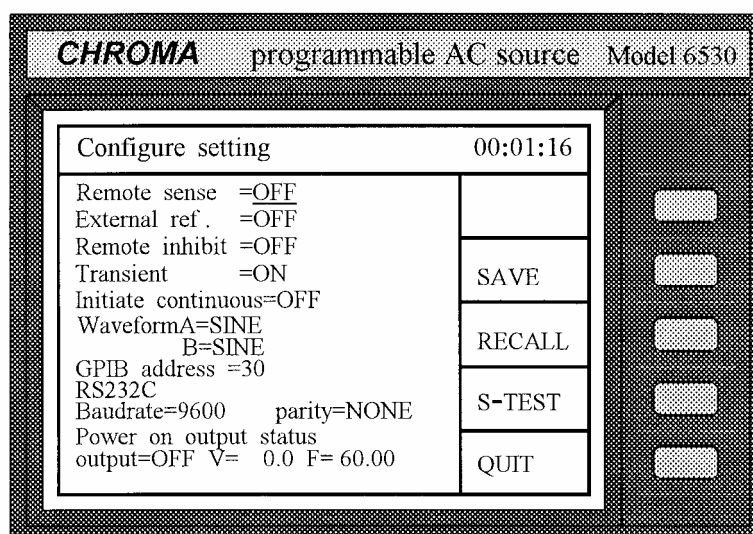 CHROMA programmable AC source Model 6530
Configure setting 00:01:16
Remote sense =OFF
External ref. =OFF
Remote inhibit =OFF
Transient =ON
Initiate continuous=OFF
WaveformA=SINE
B=SINE
GPIB address =30
RS232C
Baudrate=9600 parity=NONE
Power on output status
output=OFF V= 0.0 F= 60.00
SAVE
RECALL
S-TEST
QUIT